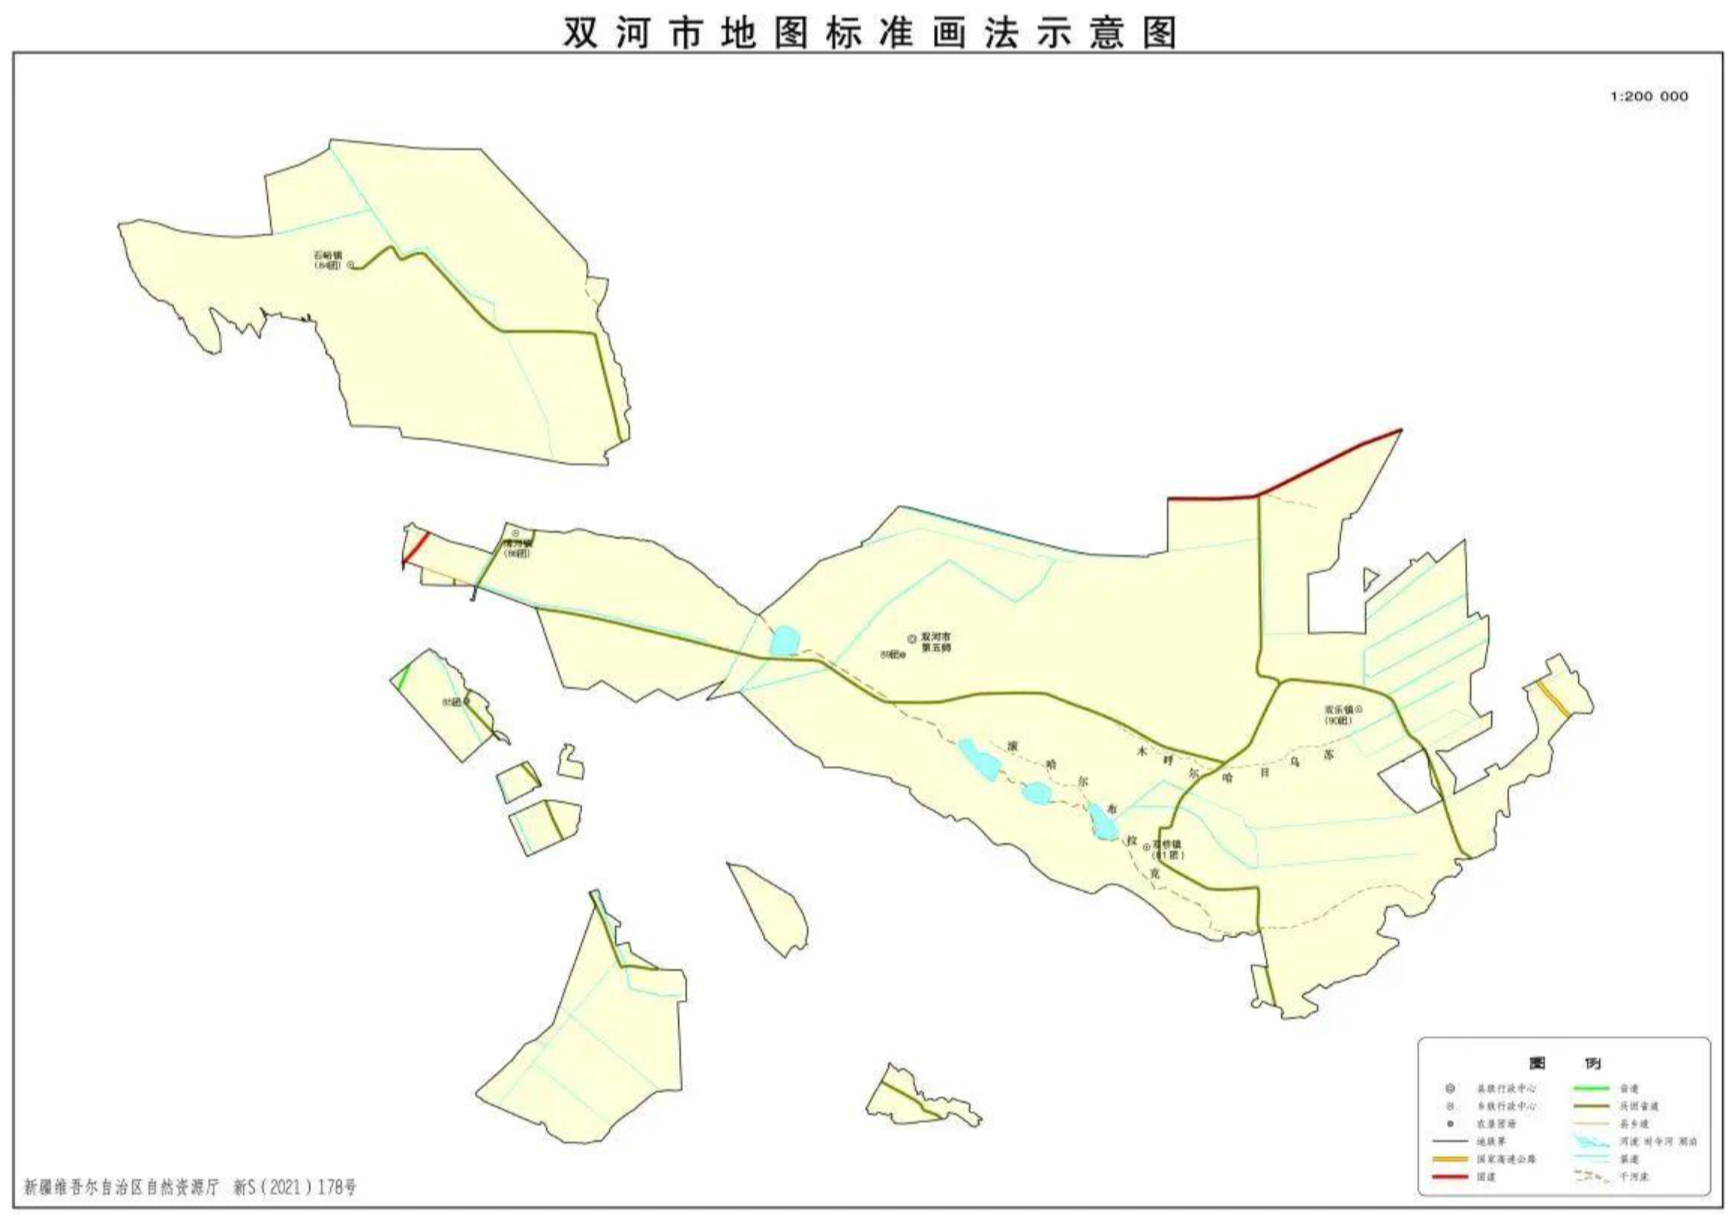 双河市地图标准画法示意图
1:200 000
石峪镇
(84团)
(86团)
双河市
第五师
89团
双乐镇
(90团)
85团
滚
哈
尔
布
拉
克
木
呼
尔
哈
日
乌
苏
双桥镇
(81团)
图 例
县级行政中心
乡级行政中心
农垦团场
地级界
国家高速公路
国道
省道
兵团省道
县乡道
河流 时令河 湖泊
渠道
干河床
新疆维吾尔自治区自然资源厅 新S(2021)178号